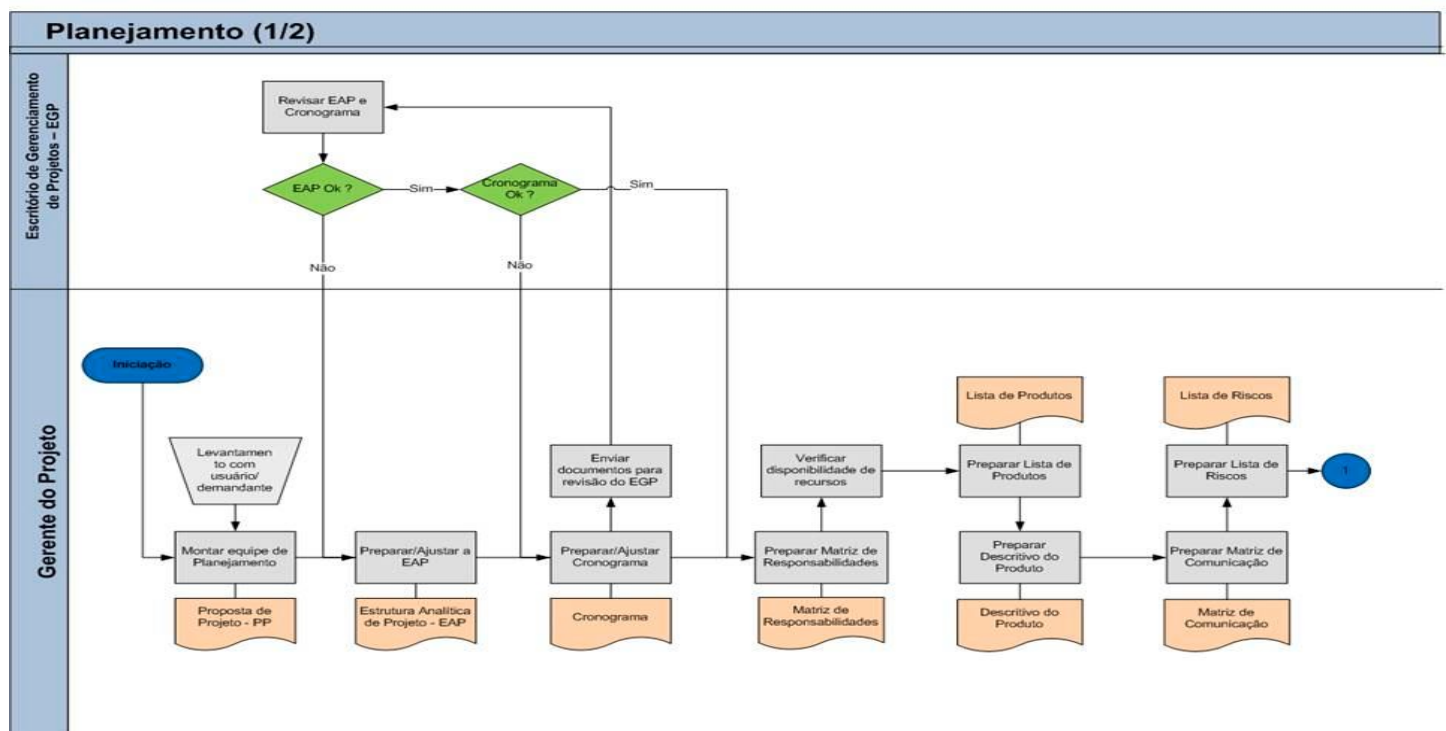 Planejamento (1/2)
Escritório de Gerenciamento
de Projetos – EGP
Revisar EAP e
Cronograma
EAP Ok ?
Sim
Cronograma
Ok ?
Sim
Não
Não
Gerente do Projeto
Iniciação
Levantamen
to com
usuário/
demandante
Montar equipe de
Planejamento
Proposta de
Projeto - PP
Preparar/Ajustar a
EAP
Estrutura Analítica
de Projeto - EAP
Enviar
documentos para
revisão do EGP
Preparar/Ajustar
Cronograma
Cronograma
Verificar
disponibilidade de
recursos
Preparar Matriz de
Responsabilidades
Matriz de
Responsabilidades
Lista de Produtos
Preparar Lista de
Produtos
Preparar
Descritivo do
Produto
Descritivo do
Produto
Lista de Riscos
Preparar Lista de
Riscos
Preparar Matriz de
Comunicação
Matriz de
Comunicação
1